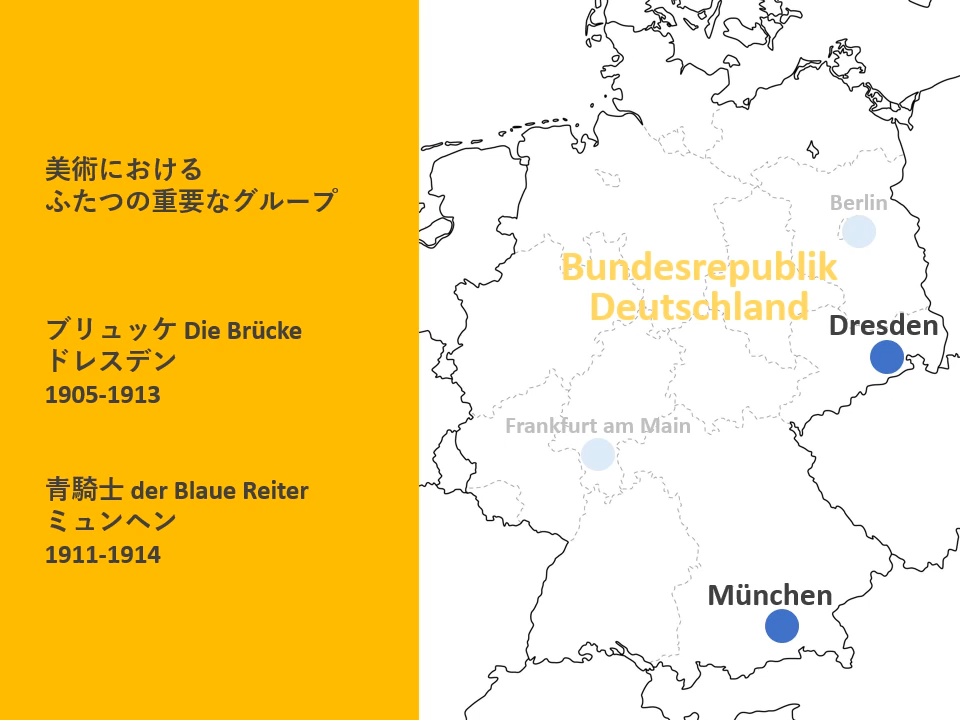 美術における
ふたつの重要なグループ
ブリュッケ Die Brücke
ドレスデン
1905-1913
青騎士 der Blaue Reiter
ミュンヘン
1911-1914
Berlin
Bundesrepublik
Deutschland
Dresden
Frankfurt am Main
München